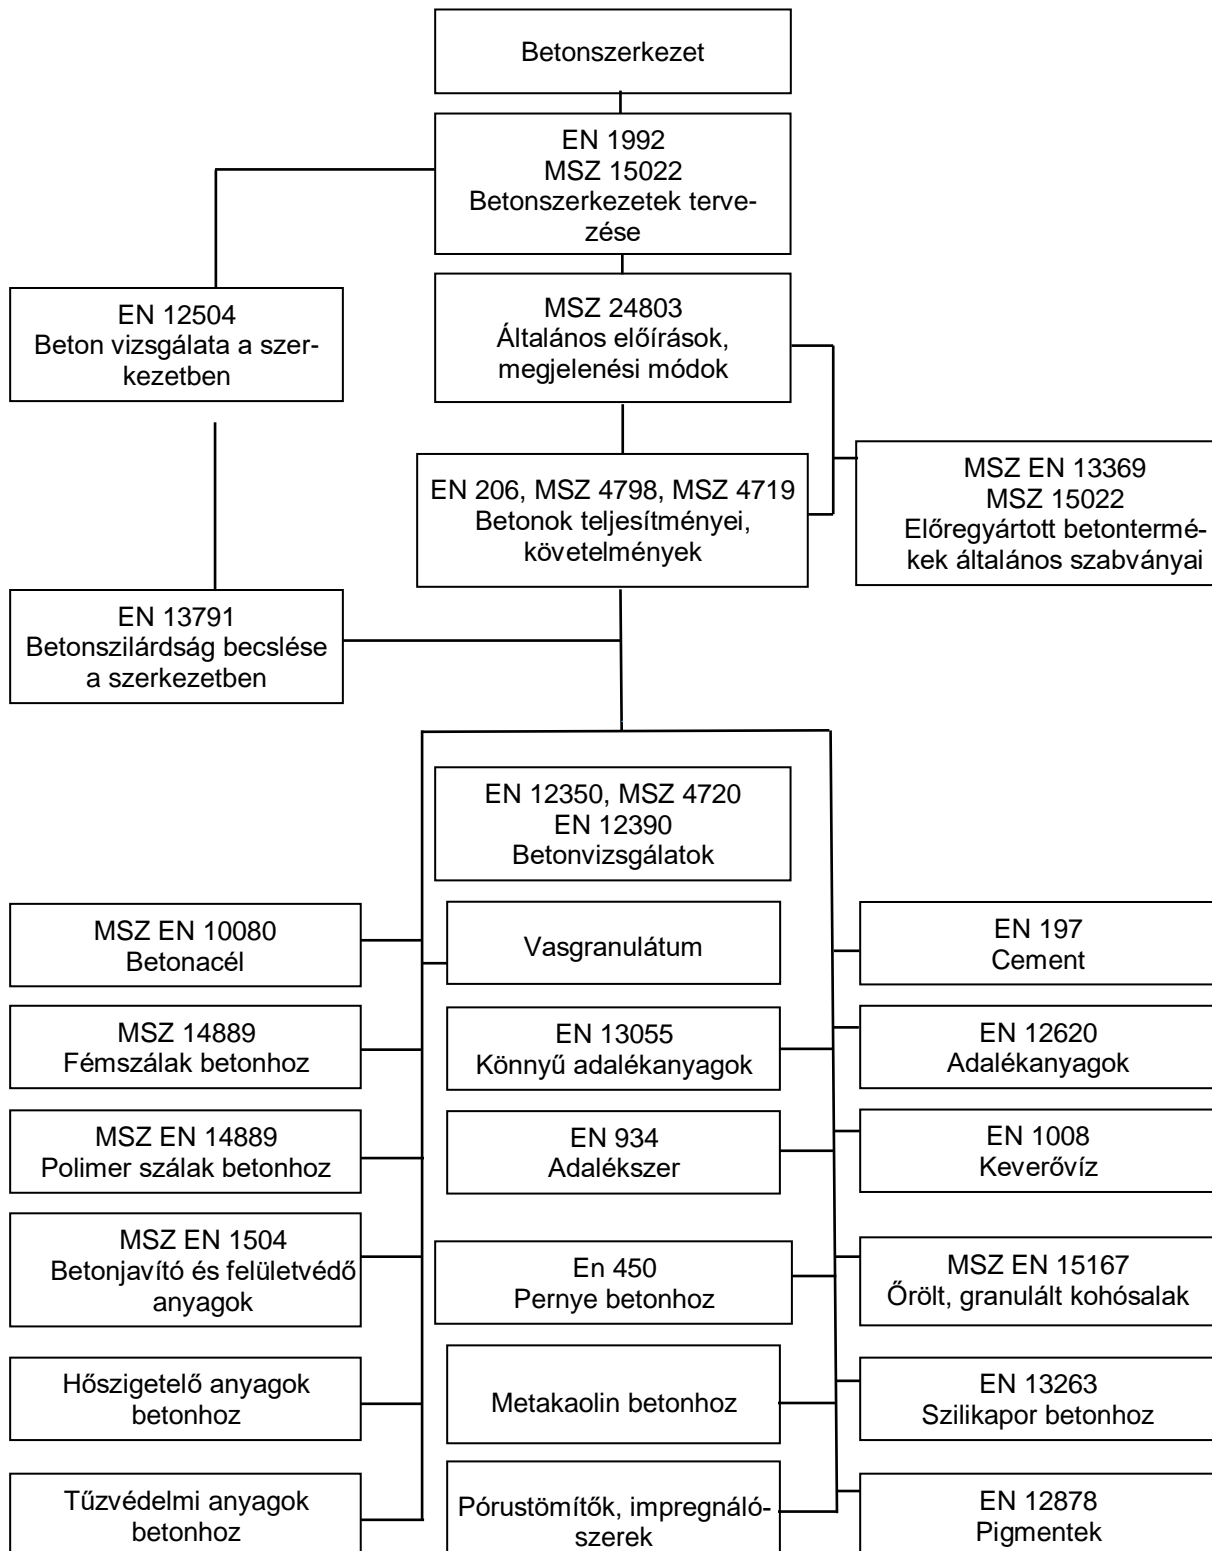 Betonszerkezet
EN 1992
MSZ 15022
Betonszerkezetek terve-
zése
EN 12504
Beton vizsgálata a szer-
kezetben
MSZ 24803
Általános előírások,
megjelenési módok
EN 206, MSZ 4798, MSZ 4719
Betonok teljesítményei,
követelmények
MSZ EN 13369
MSZ 15022
Előregyártott betontermé-
kek általános szabványai
EN 13791
Betonszilárdság becslése
a szerkezetben
EN 12350, MSZ 4720
EN 12390
Betonvizsgálatok
MSZ EN 10080
Betonacél
Vasgranulátum
EN 197
Cement
MSZ 14889
Fémszálak betonhoz
EN 13055
Könnyű adalékanyagok
EN 12620
Adalékanyagok
MSZ EN 14889
Polimer szálak betonhoz
EN 934
Adalékszer
EN 1008
Keverővíz
MSZ EN 1504
Betonjavító és felületvédő
anyagok
En 450
Pernye betonhoz
MSZ EN 15167
Őrölt, granulált kohósalak
Hőszigetelő anyagok
betonhoz
Metakaolin betonhoz
EN 13263
Szilikapor betonhoz
Tűzvédelmi anyagok
betonhoz
Pórustömítők, impregnáló-
szerek
EN 12878
Pigmentek